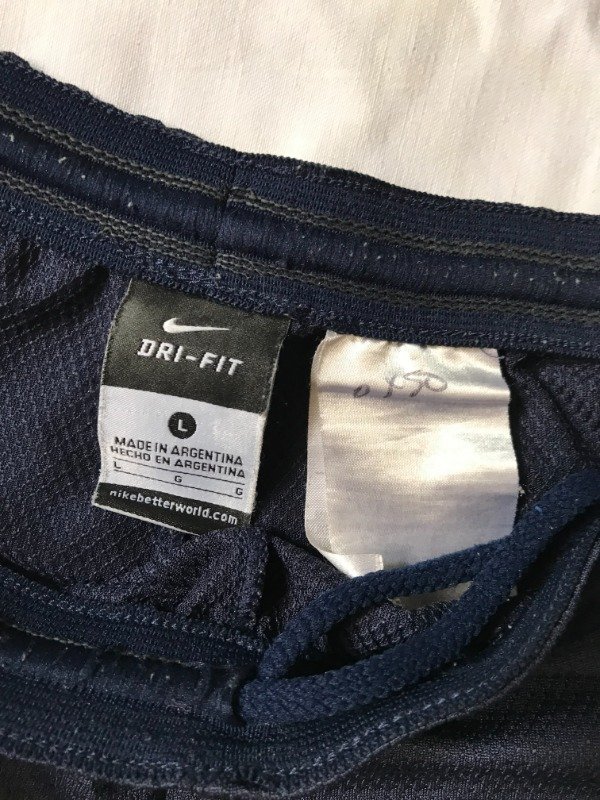 DRI-FIT
L
MADE IN ARGENTINA
HECHO EN ARGENTINA
L G G
nikebetterworld.com